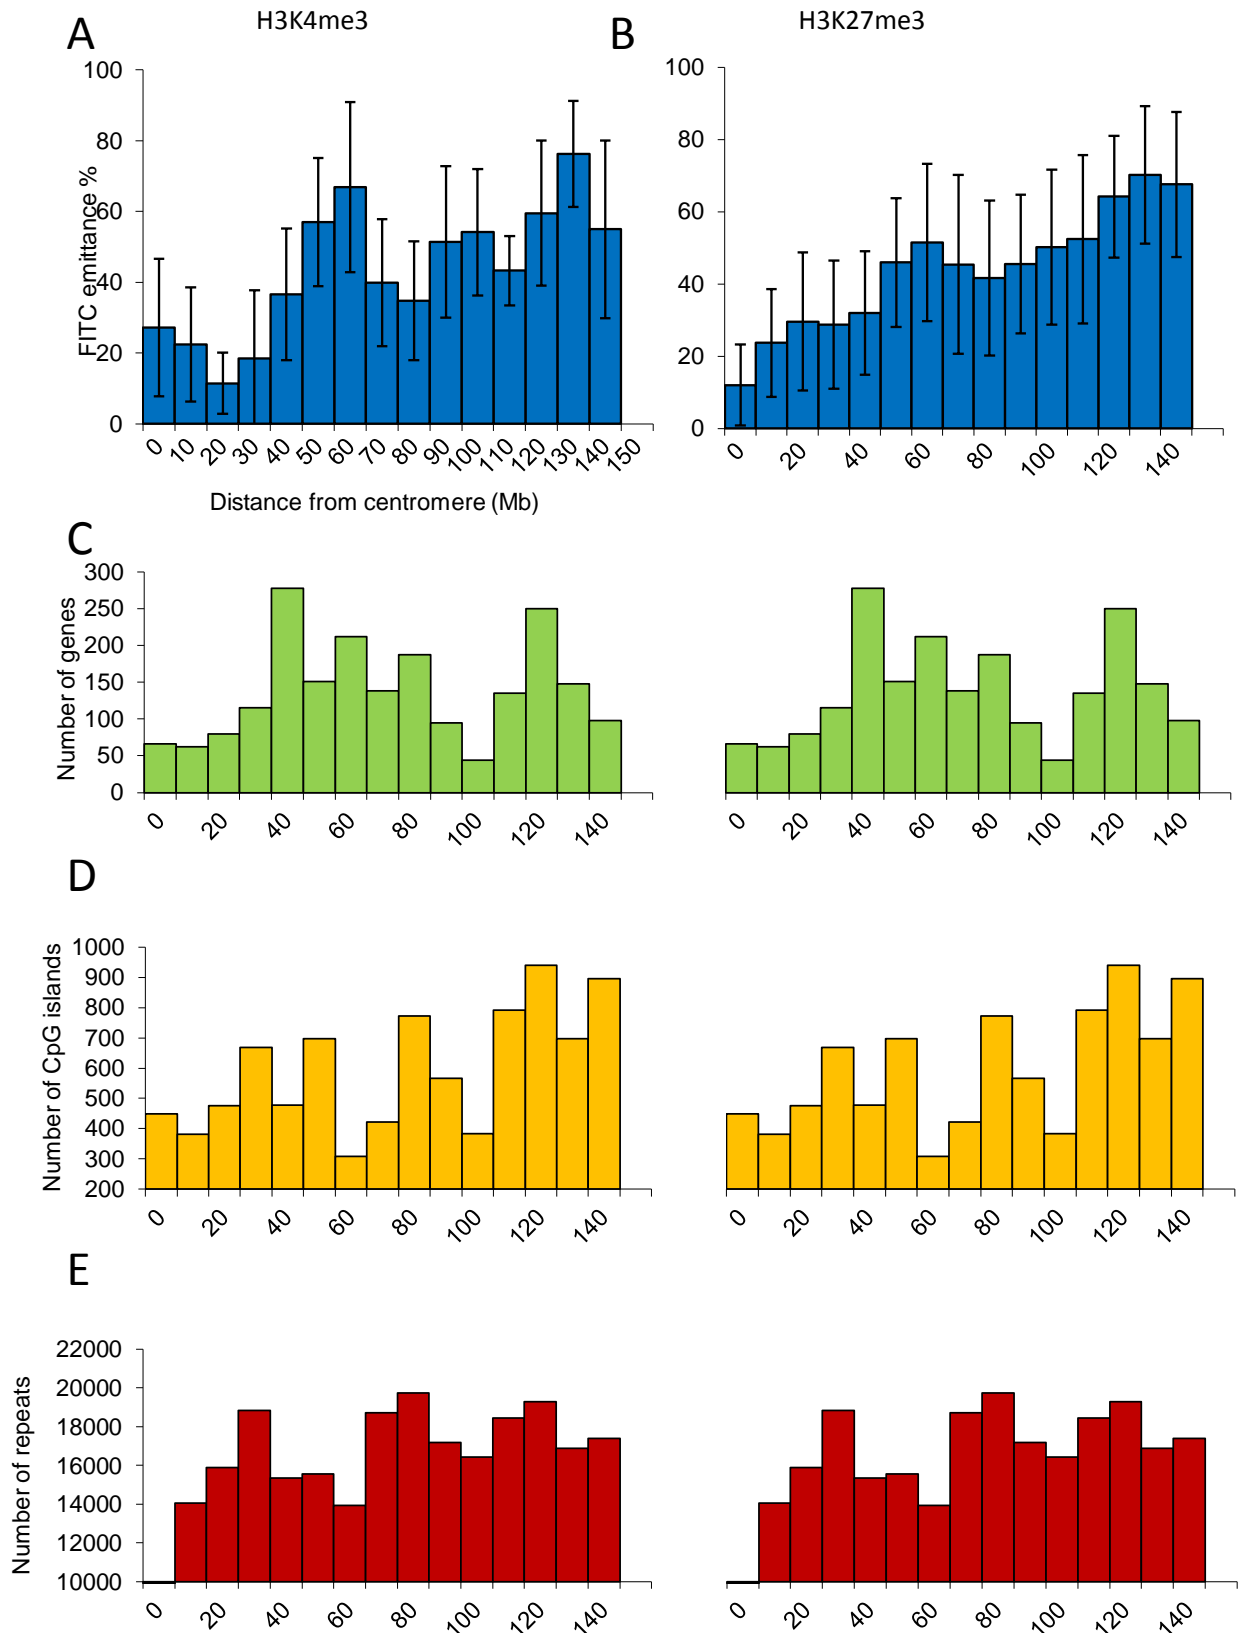 A H3K4me3 B H3K27me3
100 80 60 40 20 0
FITC emittance %
0 10 20 30 40 50 60 70 80 90 100 110 120 130 140 150
Distance from centromere (Mb)
100 80 60 40 20 0
0 20 40 60 80 100 120 140
C
300 250 200 150 100 50 0
Number of genes
0 20 40 60 80 100 120 140
0 20 40 60 80 100 120 140
D
1000 900 800 700 600 500 400 300 200
Number of CpG islands
0 20 40 60 80 100 120 140
0 20 40 60 80 100 120 140
E
22000 20000 18000 16000 14000 12000 10000
Number of repeats
0 20 40 60 80 100 120 140
0 20 40 60 80 100 120 140